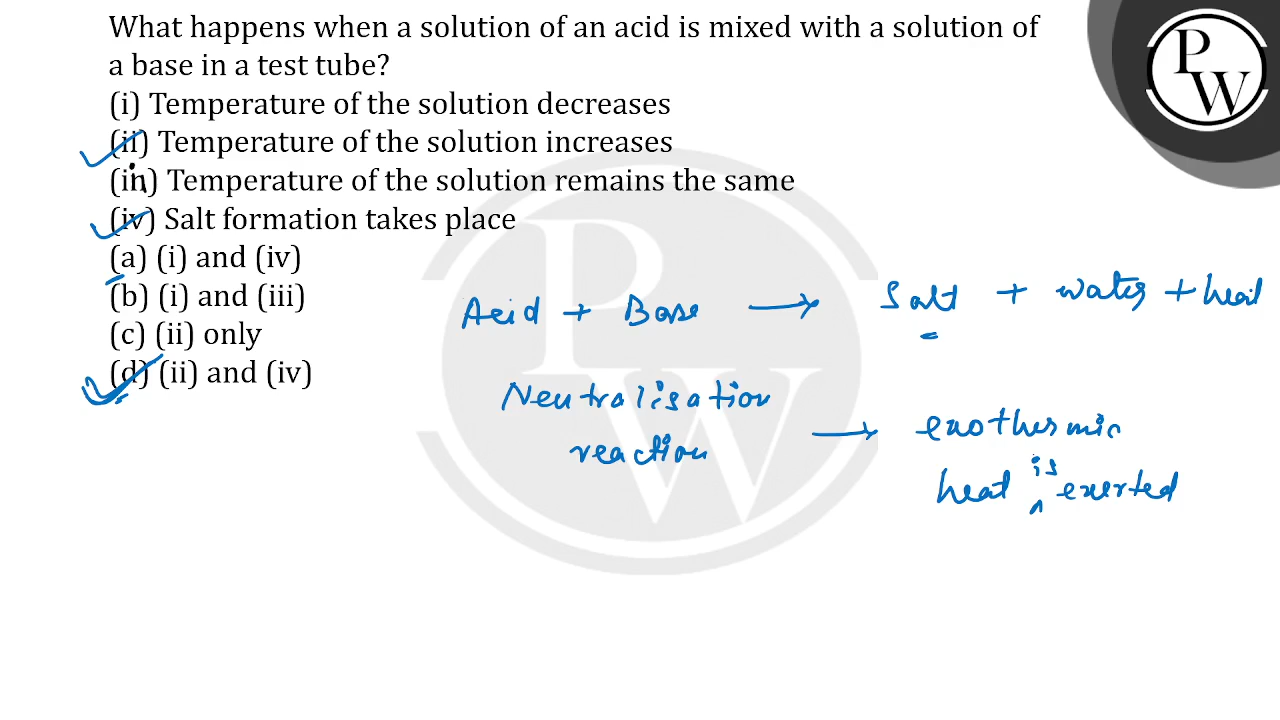 What happens when a solution of an acid is mixed with a solution of
a base in a test tube?
(i) Temperature of the solution decreases
(ii) Temperature of the solution increases
(iii) Temperature of the solution remains the same
(iv) Salt formation takes place
(a) (i) and (iv)
(b) (i) and (iii)
(c) (ii) only
(d) (ii) and (iv)
Acid + Base → Salt + water + heat
Neutralisation
reaction → exothermic
heat is exerted
PW
PW